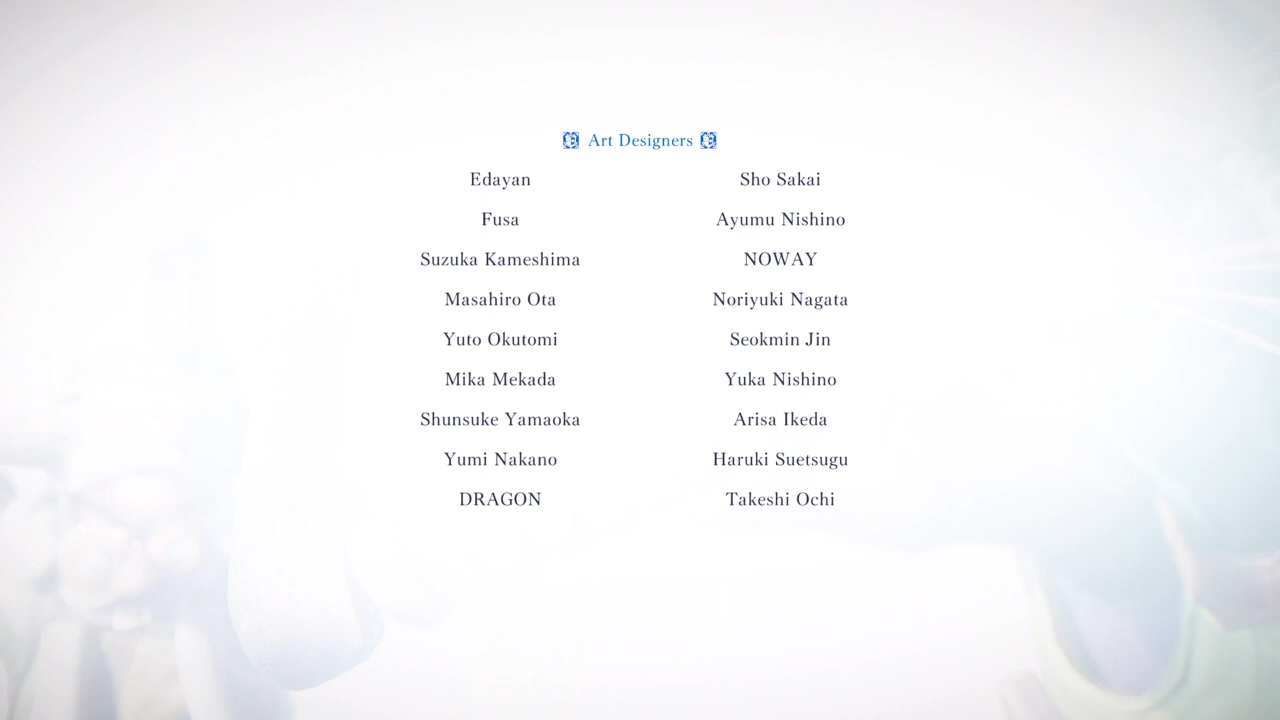 Art Designers
Edayan Sho Sakai
Fusa Ayumu Nishino
Suzuka Kameshima NOWAY
Masahiro Ota Noriyuki Nagata
Yuto Okutomi Seokmin Jin
Mika Mekada Yuka Nishino
Shunsuke Yamaoka Arisa Ikeda
Yumi Nakano Haruki Suetsugu
DRAGON Takeshi Ochi